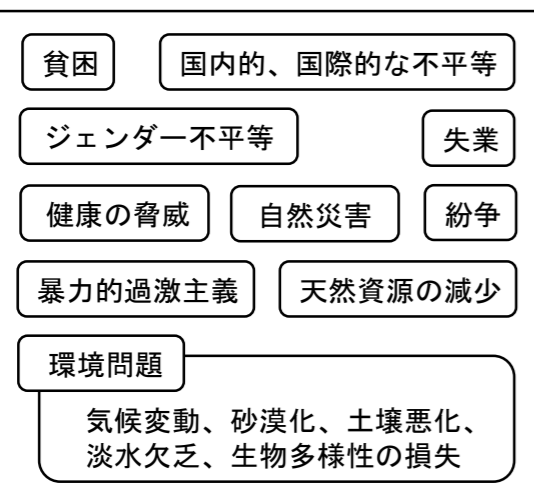 貧困
国内的、国際的な不平等
ジェンダー不平等
失業
健康の脅威
自然災害
紛争
暴力的過激主義
天然資源の減少
環境問題
気候変動、砂漠化、土壌悪化、
淡水欠乏、生物多様性の損失